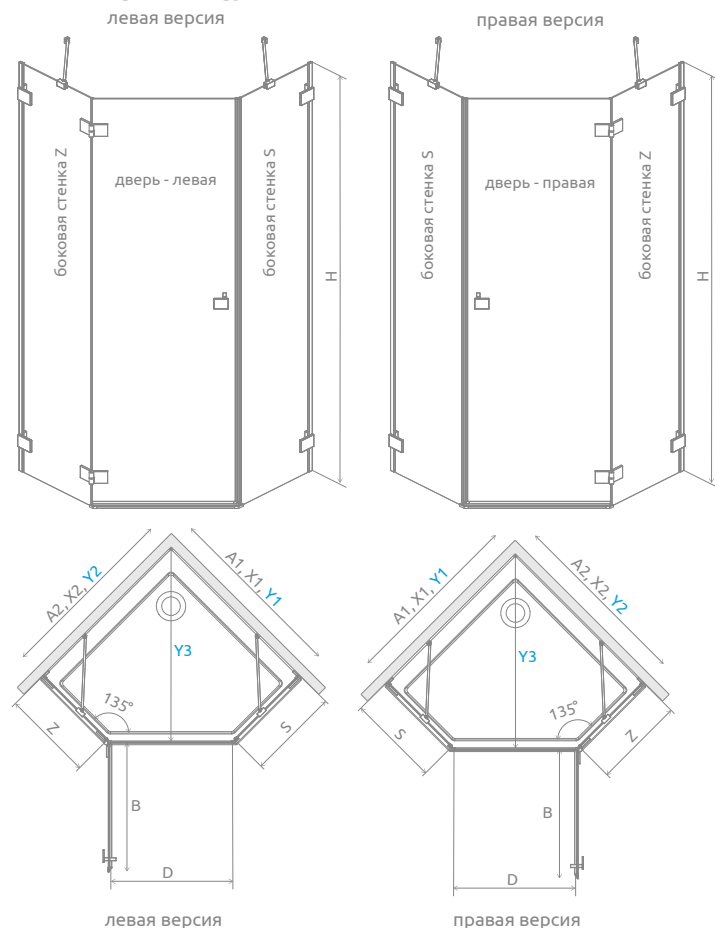 левая версия
правая версия
боковая стенка Z
дверь - левая
боковая стенка S
H
боковая стенка S
дверь - правая
боковая стенка Z
H
A2, X2, Y2
A1, X1, Y1
Y3
135°
Z
S
B
D
A1, X1, Y1
A2, X2, Y2
Y3
135°
S
Z
B
D
левая версия
правая версия